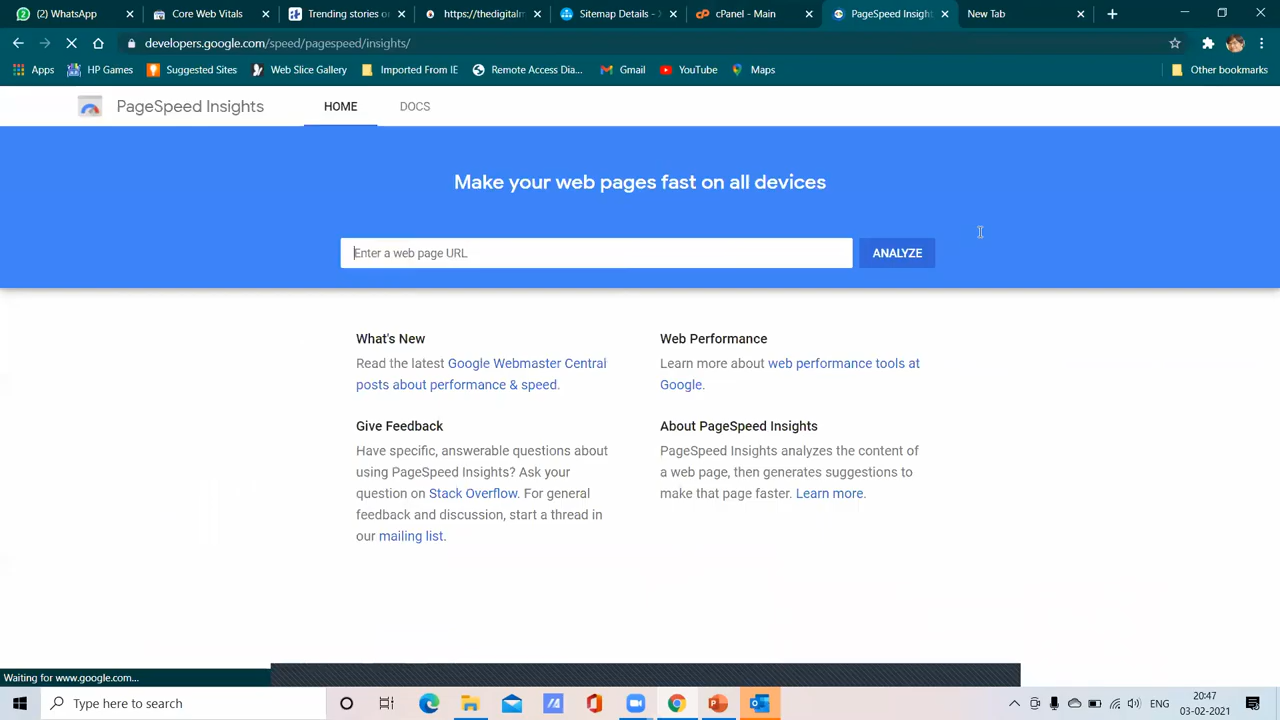 (2) WhatsApp
Core Web Vitals
Trending stories or
https://thedigitalm
Sitemap Details - X
cPanel - Main
PageSpeed Insight
New Tab
developers.google.com/speed/pagespeed/insights/
Apps
HP Games
Suggested Sites
Web Slice Gallery
Imported From IE
Remote Access Dia...
Gmail
YouTube
Maps
Other bookmarks
PageSpeed Insights
HOME
DOCS
Make your web pages fast on all devices
Enter a web page URL
ANALYZE
What's New
Read the latest Google Webmaster Central
posts about performance & speed.
Give Feedback
Have specific, answerable questions about
using PageSpeed Insights? Ask your
question on Stack Overflow. For general
feedback and discussion, start a thread in
our mailing list.
Web Performance
Learn more about web performance tools at
Google.
About PageSpeed Insights
PageSpeed Insights analyzes the content of
a web page, then generates suggestions to
make that page faster. Learn more.
Waiting for www.google.com...
Type here to search
ENG
20:47
03-02-2021